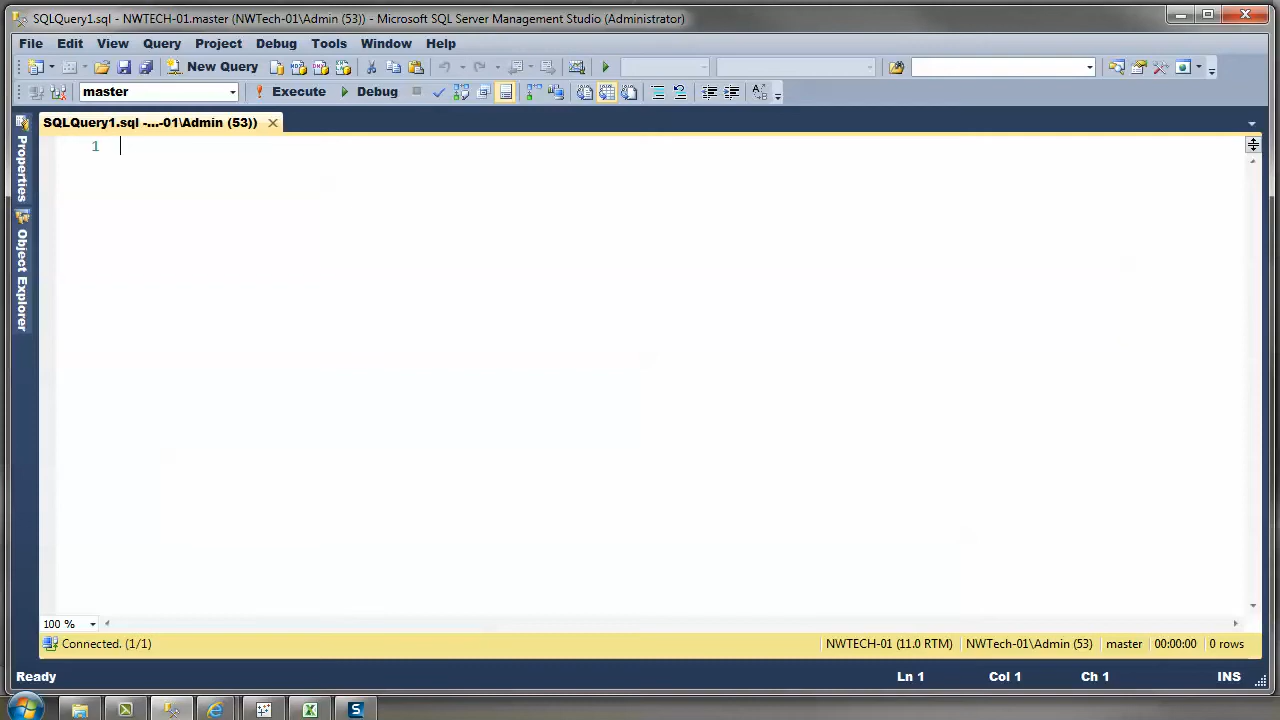 SQLQuery1.sql - NWTECH-01.master (NWTech-01\Admin (53)) - Microsoft SQL Server Management Studio (Administrator)
File Edit View Query Project Debug Tools Window Help
New Query
master Execute Debug
SQLQuery1.sql -...-01\Admin (53))
1
Properties
Object Explorer
100 %
Connected. (1/1) NWTECH-01 (11.0 RTM) NWTech-01\Admin (53) master 00:00:00 0 rows
Ready Ln 1 Col 1 Ch 1 INS